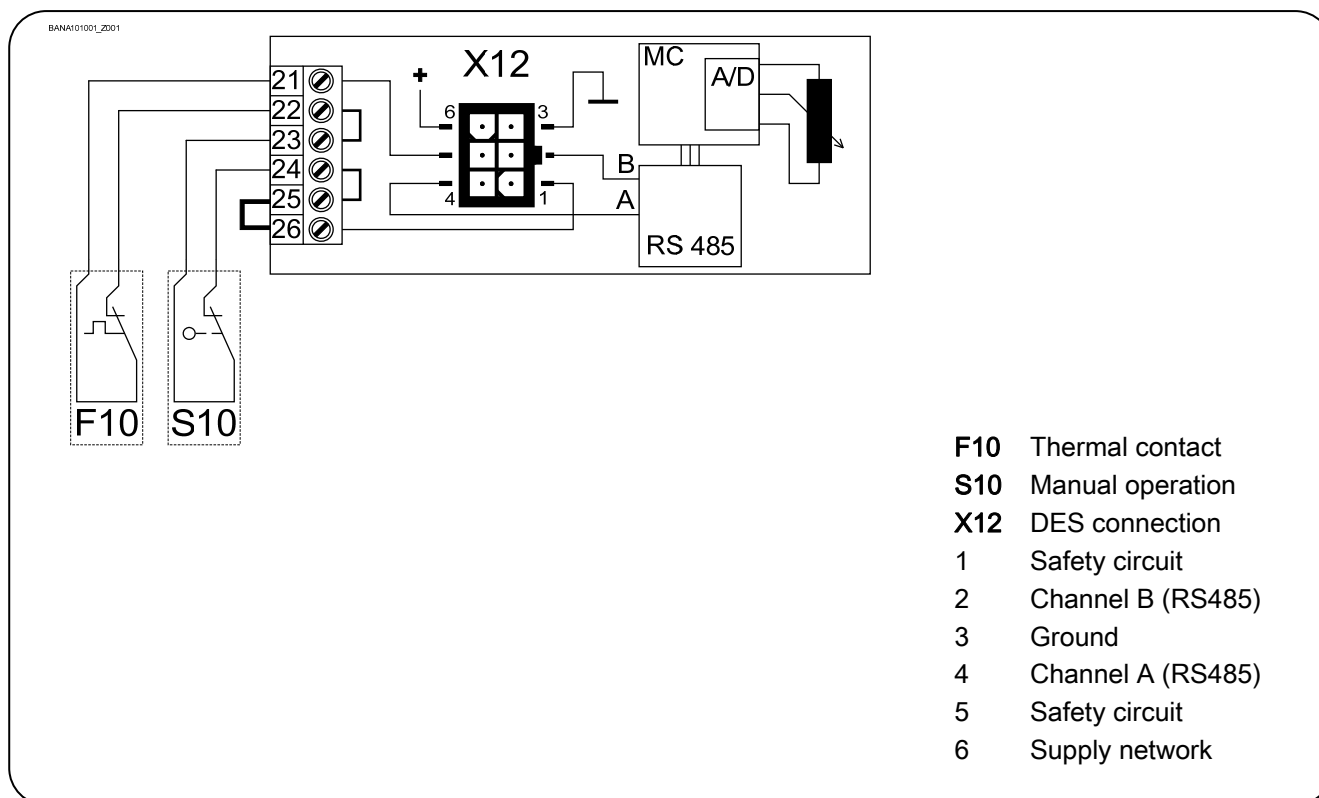 BANA101001_Z001
X12
MC
A/D
+
21
22
23
24
25
26
6
3
4
1
B
A
RS 485
F10
S10
F10 Thermal contact
S10 Manual operation
X12 DES connection
1 Safety circuit
2 Channel B (RS485)
3 Ground
4 Channel A (RS485)
5 Safety circuit
6 Supply network